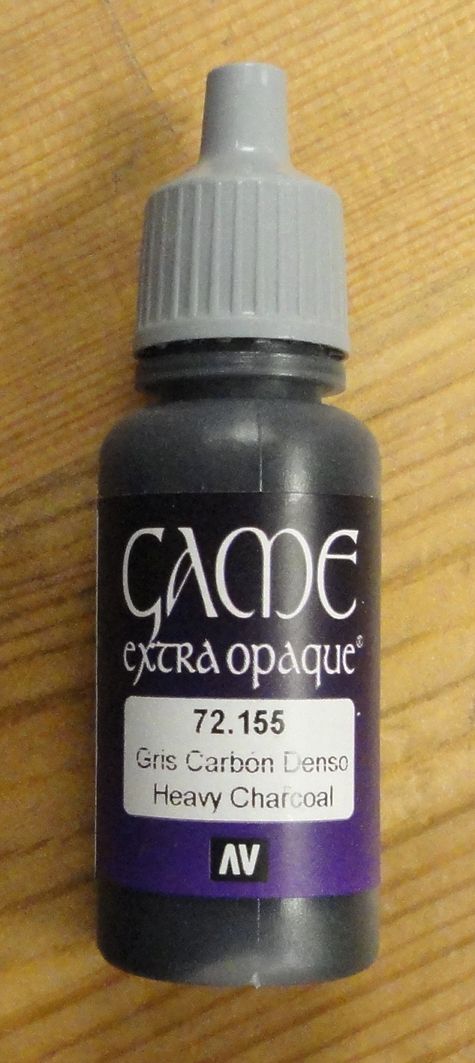 GAME
extra opaque®
72.155
Gris Carbón Denso
Heavy Charcoal
AV